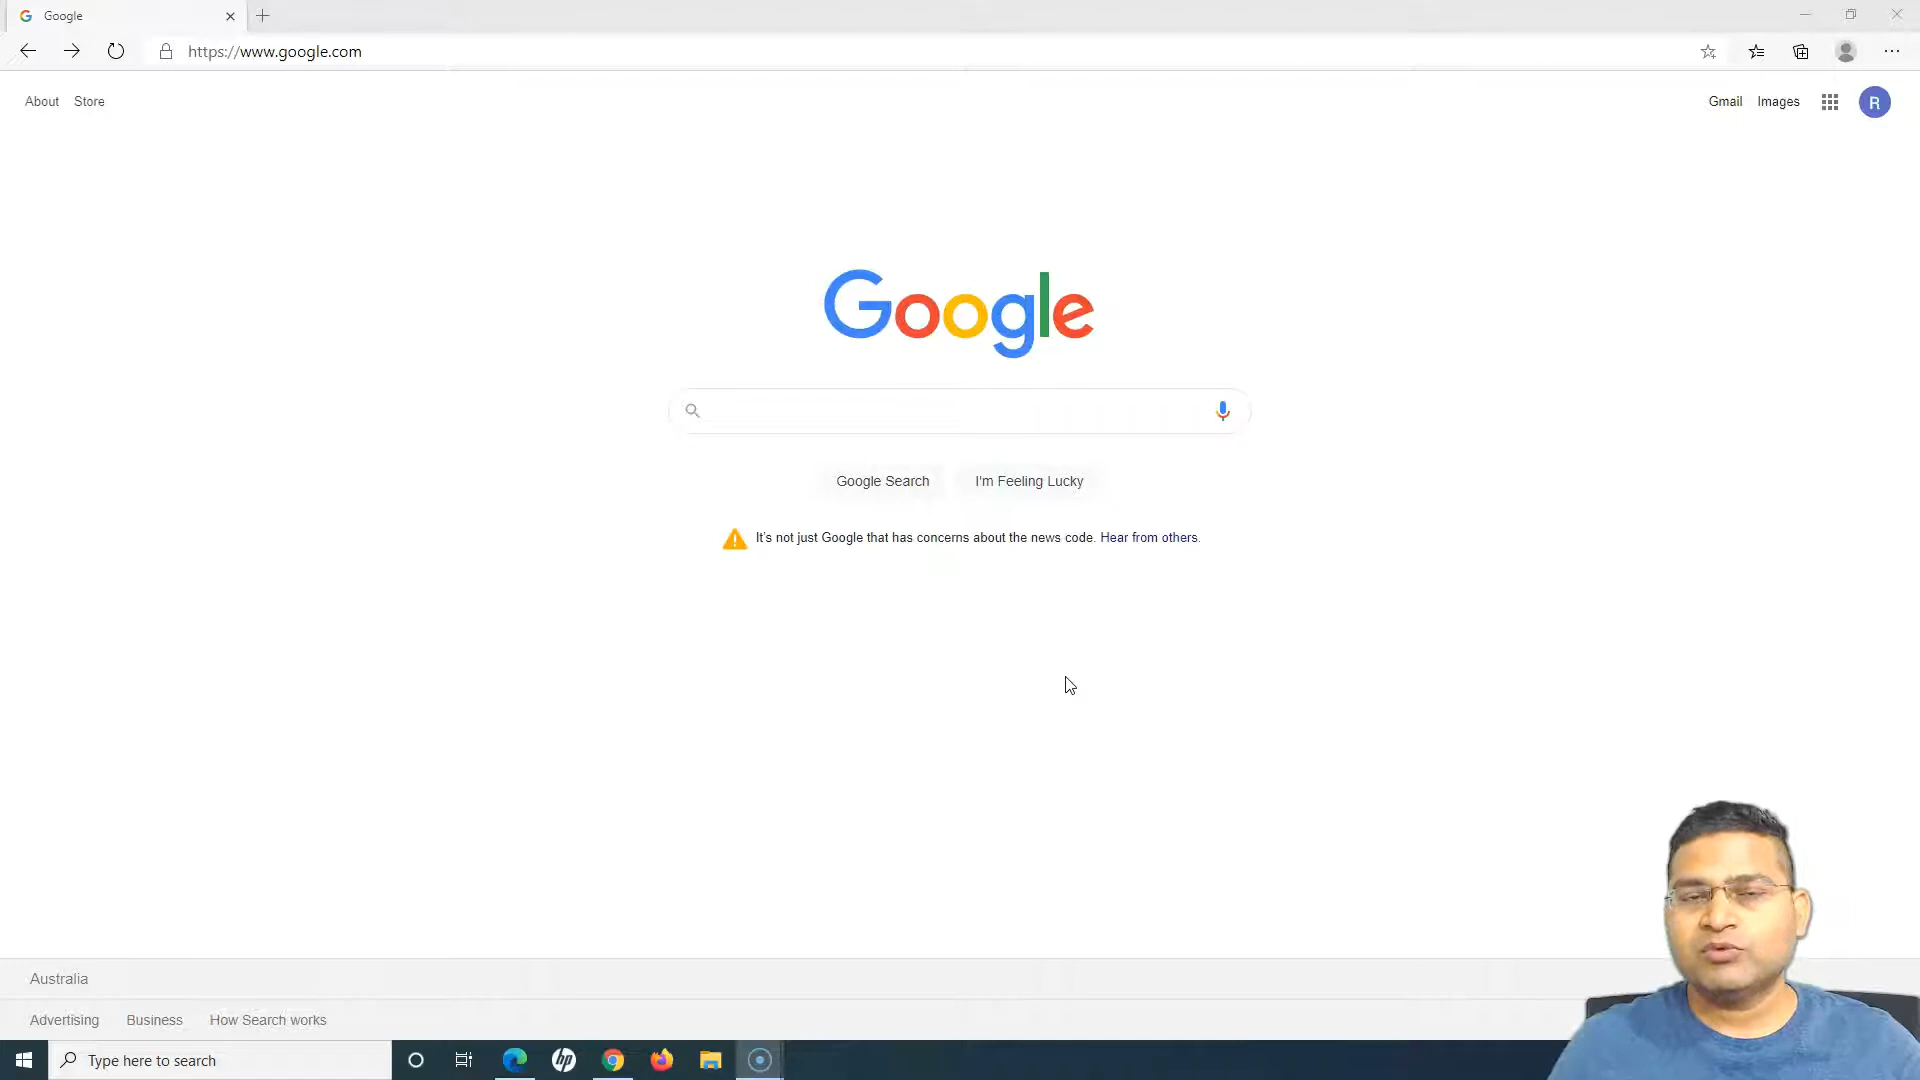 Google
https://www.google.com
About Store
Gmail Images R
Google
Google Search I'm Feeling Lucky
It's not just Google that has concerns about the news code. Hear from others.
Australia
Advertising Business How Search works
Type here to search
hp